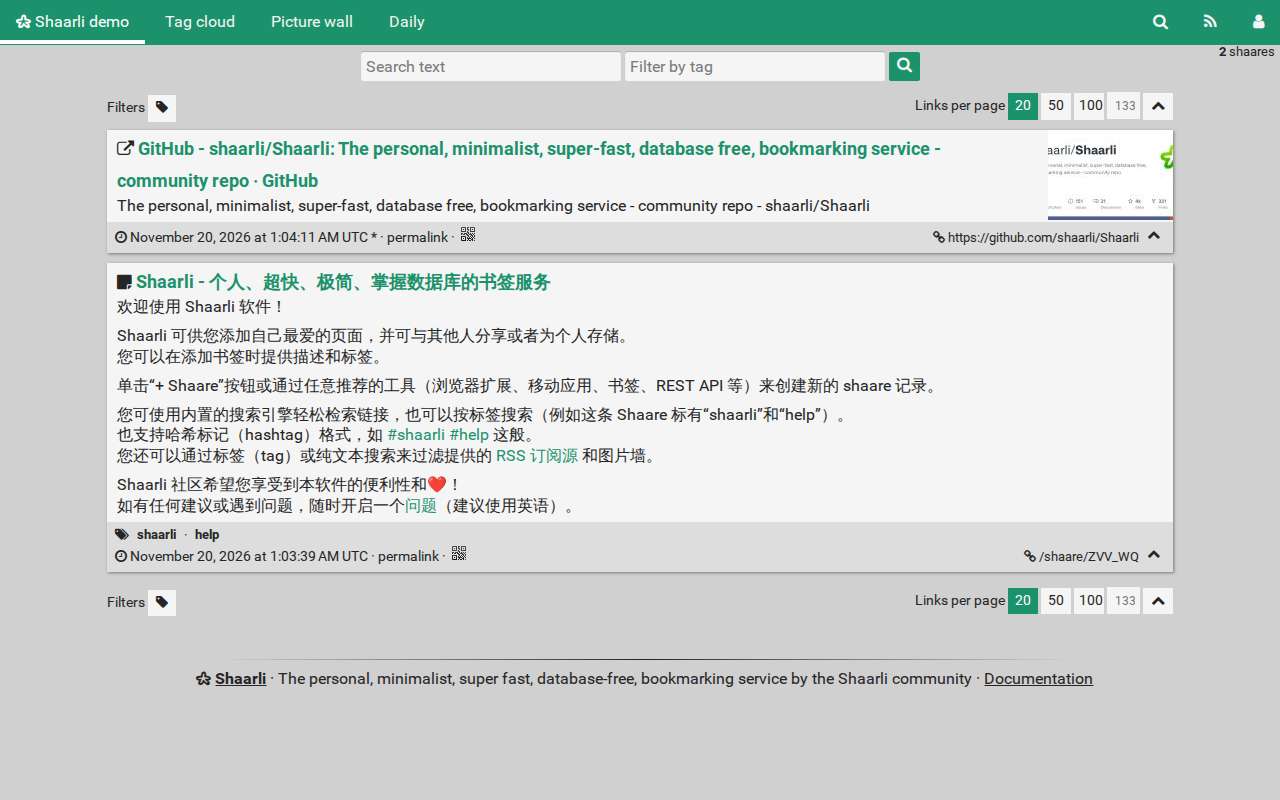 Shaarli demo Tag cloud Picture wall Daily
2 shaares
Search text Filter by tag
Filters Links per page 20 50 100 133
GitHub - shaarli/Shaarli: The personal, minimalist, super-fast, database free, bookmarking service -
community repo · GitHub
aarli/Shaarli
The personal, minimalist, super-fast, database free, bookmarking service - community repo - shaarli/Shaarli
November 20, 2026 at 1:04:11 AM UTC * · permalink · https://github.com/shaarli/Shaarli
Shaarli - 个人、超快、极简、掌握数据库的书签服务
欢迎使用 Shaarli 软件！
Shaarli 可供您添加自己最爱的页面，并可与其他人分享或者为个人存储。
您可以在添加书签时提供描述和标签。
单击“+ Shaare”按钮或通过任意推荐的工具（浏览器扩展、移动应用、书签、REST API 等）来创建新的 shaare 记录。
您可使用内置的搜索引擎轻松检索链接，也可以按标签搜索（例如这条 Shaare 标有“shaarli”和“help”）。
也支持哈希标记（hashtag）格式，如 #shaarli #help 这般。
您还可以通过标签（tag）或纯文本搜索来过滤提供的 RSS 订阅源 和图片墙。
Shaarli 社区希望您享受到本软件的便利性和❤️！
如有任何建议或遇到问题，随时开启一个问题（建议使用英语）。
shaarli · help
November 20, 2026 at 1:03:39 AM UTC · permalink · /shaare/ZVV_WQ
Filters Links per page 20 50 100 133
Shaarli · The personal, minimalist, super fast, database-free, bookmarking service by the Shaarli community · Documentation